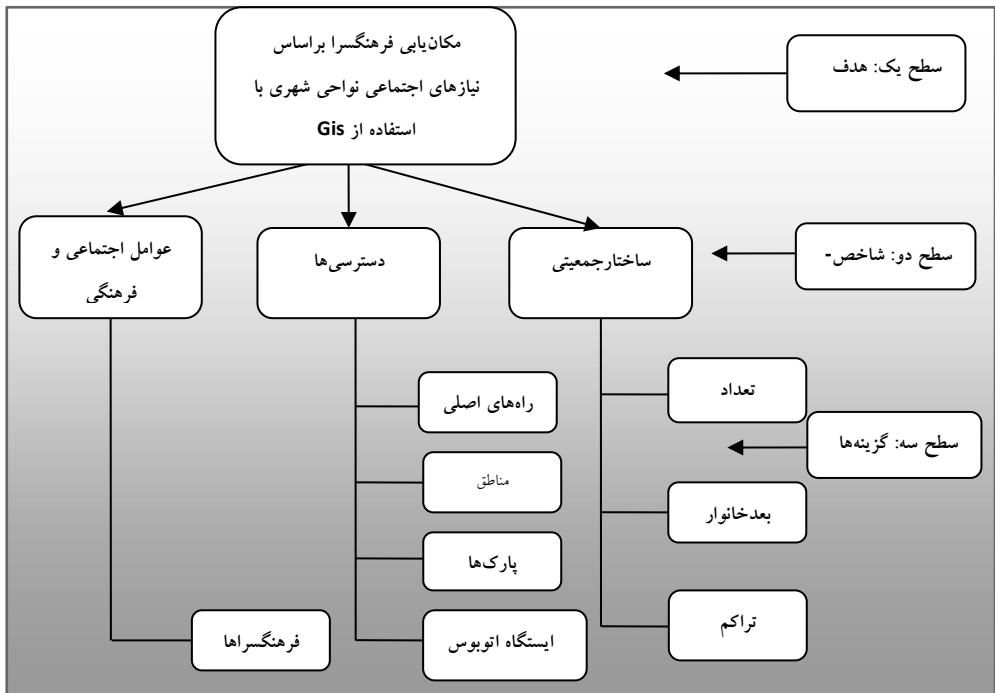 مکان‌یابی فرهنگسرا براساس
نیازهای اجتماعی نواحی شهری با
استفاده از Gis
سطح یک: هدف
ساختارجمعیتی
دسترسی‌ها
عوامل اجتماعی و
فرهنگی
سطح دو: شاخص-
تعداد
بعدخانوار
تراکم
راه‌های اصلی
مناطق
پارک‌ها
ایستگاه اتوبوس
فرهنگسراها
سطح سه: گزینه‌ها